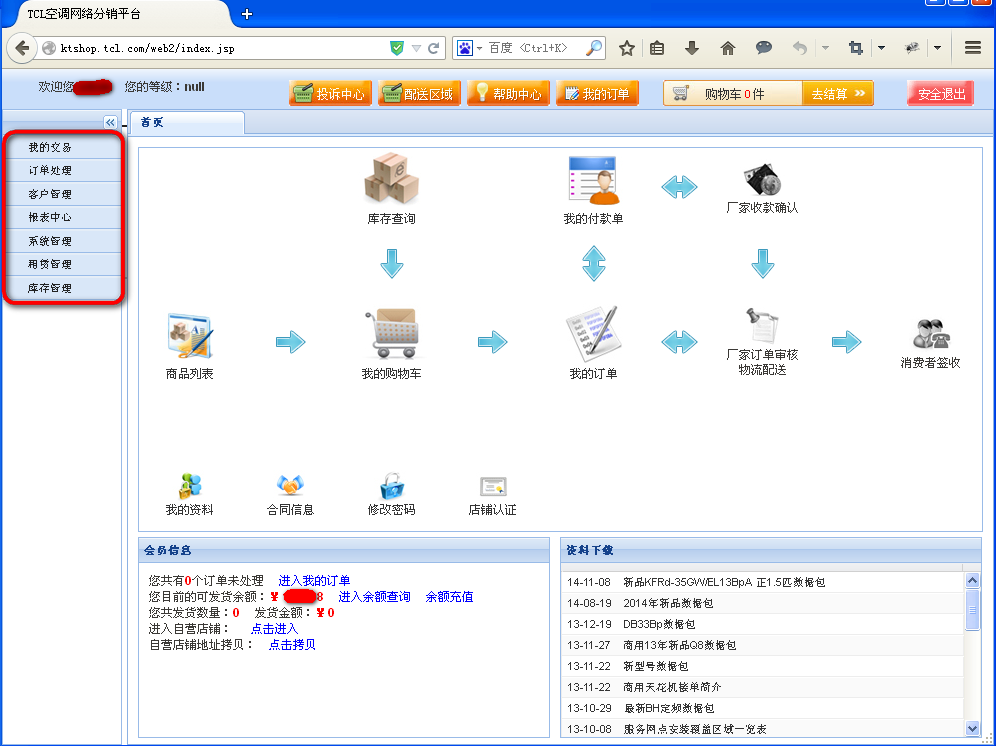 TCL空调网络分销平台
ktshop.tcl.com/web2/index.jsp
百度 <Ctrl+K>
欢迎您 您的等级：null
投诉中心
配送区域
帮助中心
我的订单
购物车0件
去结算 »
安全退出
首页
我的交易
订单处理
客户管理
报表中心
系统管理
租赁管理
库存管理
库存查询
我的付款单
厂家收款确认
商品列表
我的购物车
我的订单
厂家订单审核
物流配送
消费者签收
我的资料
合同信息
修改密码
店铺认证
会员信息
您共有0个订单未处理 进入我的订单
您目前的可发货余额：¥ 8 进入余额查询 余额充值
您共发货数量：0 发货金额：¥ 0
进入自营店铺： 点击进入
自营店铺地址拷贝： 点击拷贝
资料下载
14-11-08 新品KFRd-35GW/EL13BpA 正1.5匹数据包
14-08-19 2014年新品数据包
13-12-19 DB33Bp数据包
13-11-27 商用13年新品Q8数据包
13-11-22 新型号数据包
13-11-22 商用天花机接单简介
13-10-29 最新BH定频数据包
13-10-08 服务网点安装覆盖区域一览表